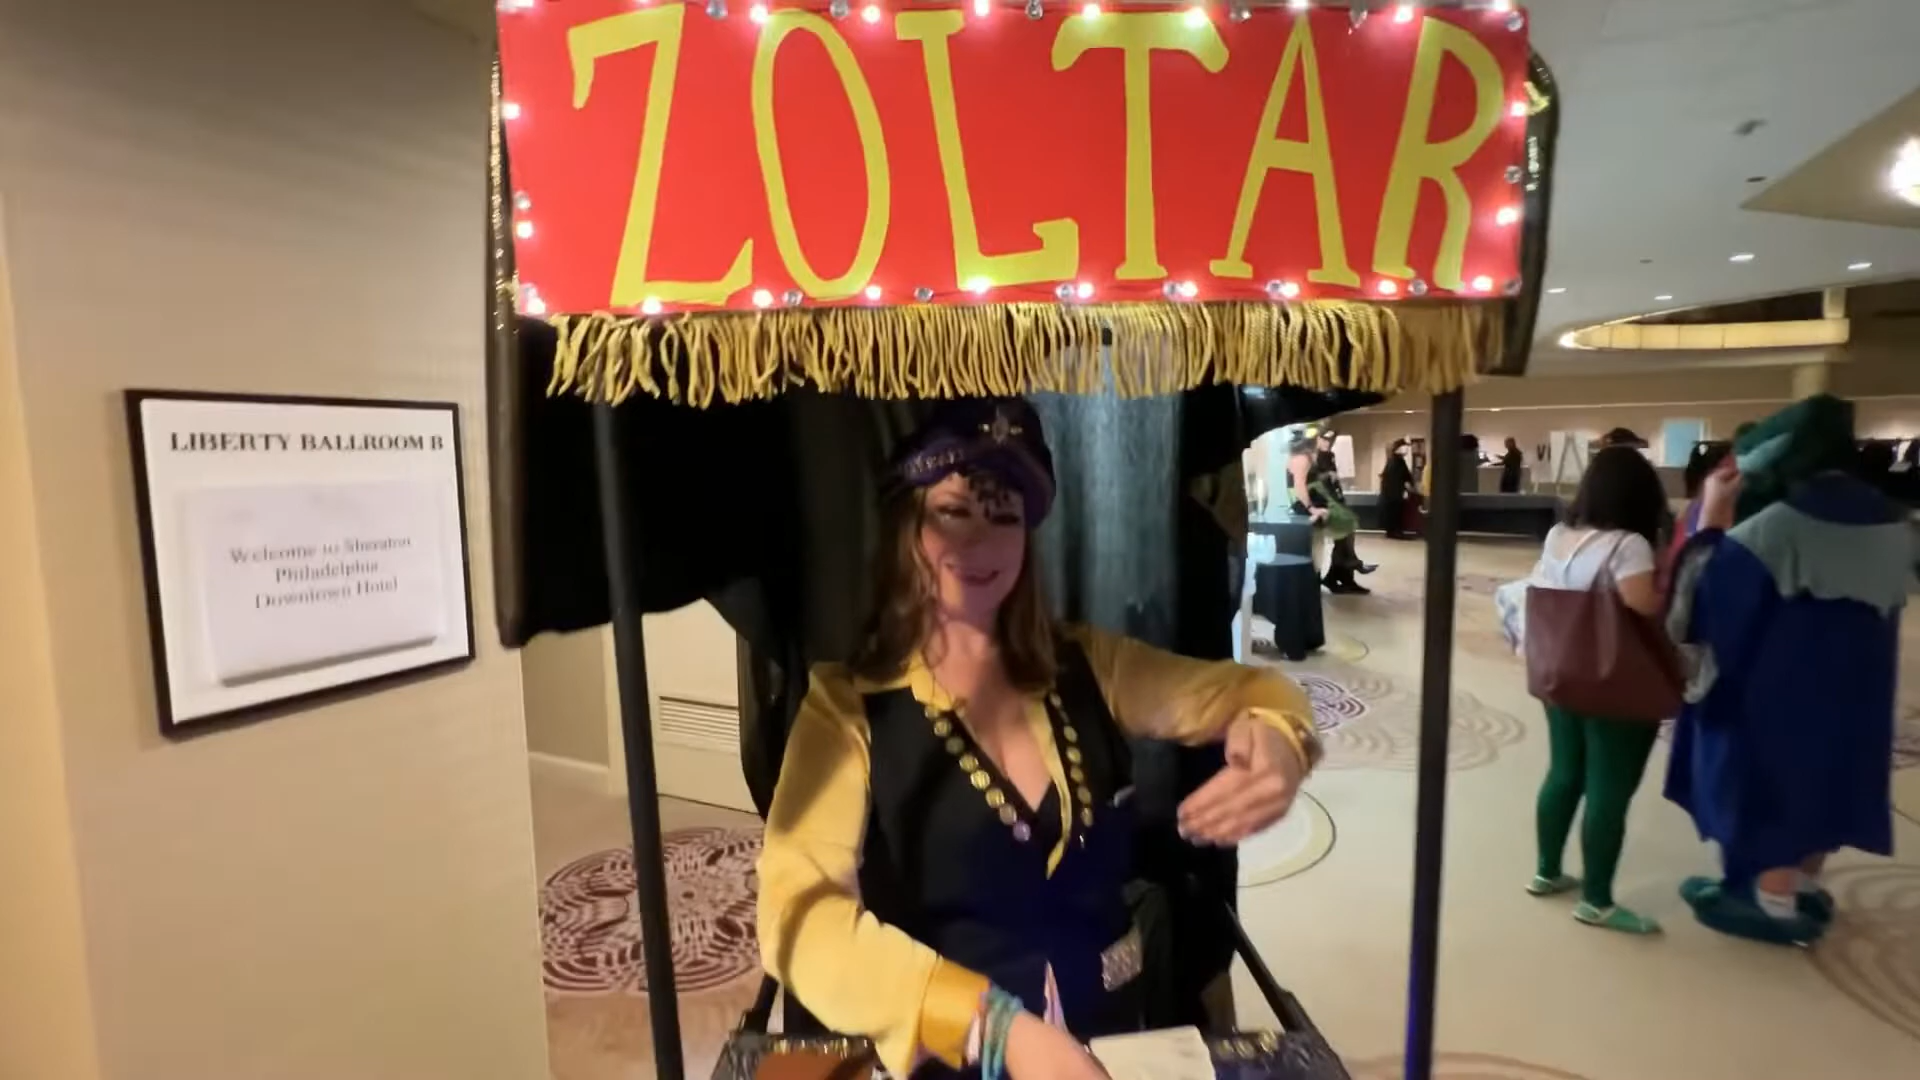 ZOLTAR
LIBERTY BALLROOM B
Welcome to Sheraton
Philadelphia
Downtown Hotel